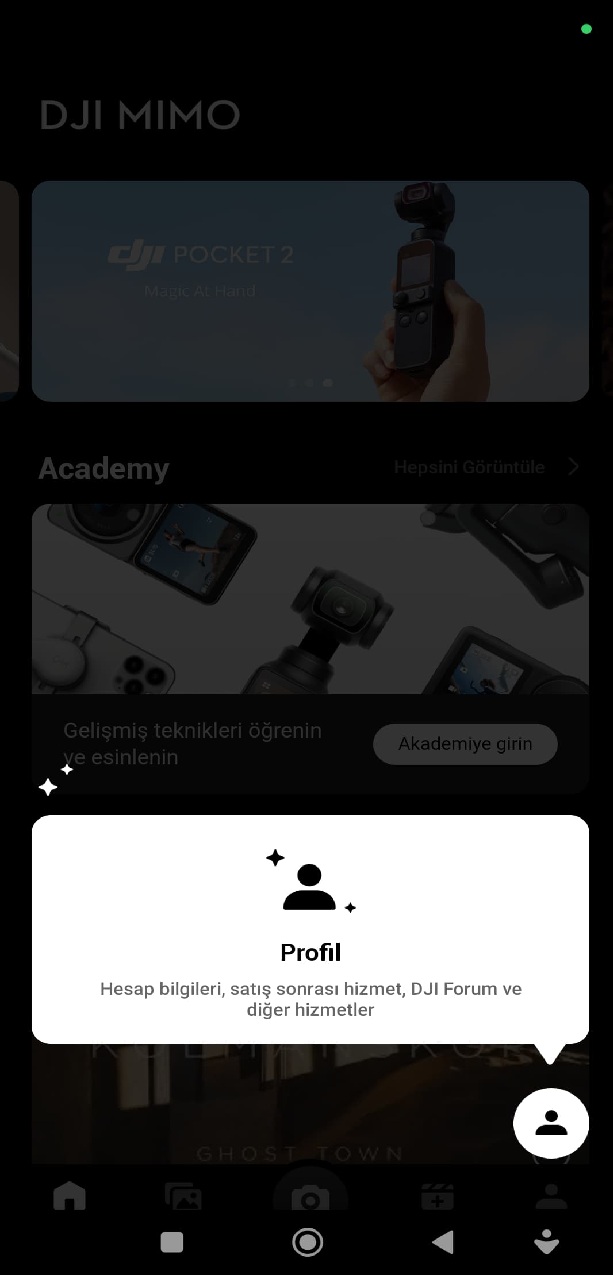 DJI MIMO
dji POCKET 2
Magic At Hand
Academy
Hepsini Görüntüle
Gelişmiş teknikleri öğrenin
ve esinlenin
Akademiye girin
Profil
Hesap bilgileri, satış sonrası hizmet, DJI Forum ve
diğer hizmetler
GHOST TOWN